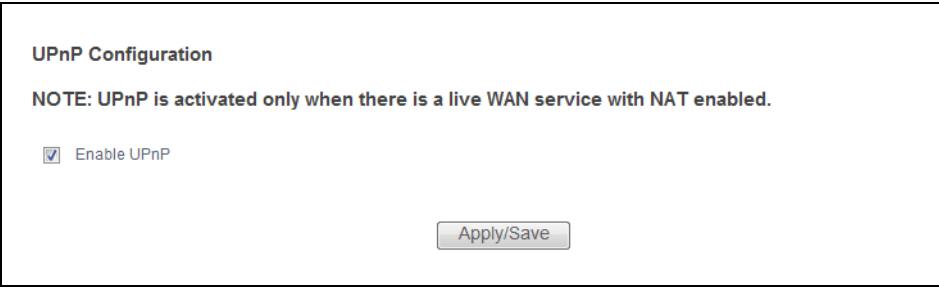 UPnP Configuration
NOTE: UPnP is activated only when there is a live WAN service with NAT enabled.
Enable UPnP
Apply/Save